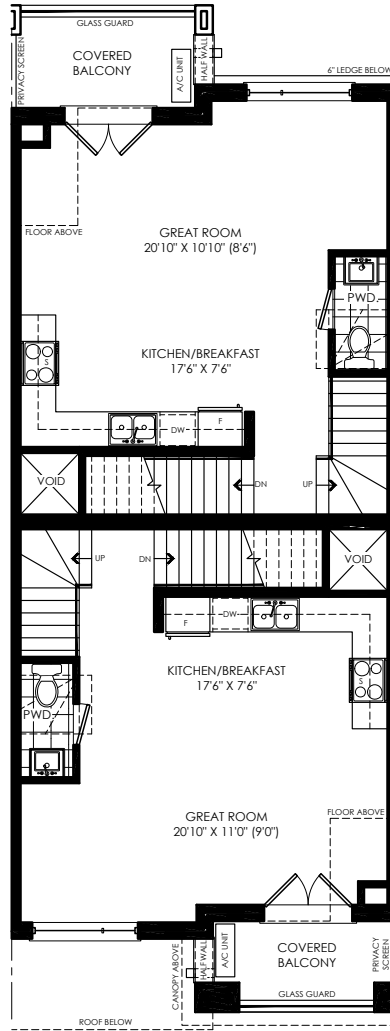 GLASS GUARD
PRIVACY SCREEN
COVERED
BALCONY
A/C UNIT
HALF WALL
6" LEDGE BELOW
FLOOR ABOVE
GREAT ROOM
20'10" X 10'10" (8'6")
PWD.
S
KITCHEN/BREAKFAST
17'6" X 7'6"
DW
F
VOID
DN
UP
UP
DN
VOID
F
DW
KITCHEN/BREAKFAST
17'6" X 7'6"
S
PWD.
GREAT ROOM
20'10" X 11'0" (9'0")
FLOOR ABOVE
CANOPY ABOVE
HALF WALL
A/C UNIT
COVERED
BALCONY
PRIVACY
SCREEN
GLASS GUARD
ROOF BELOW